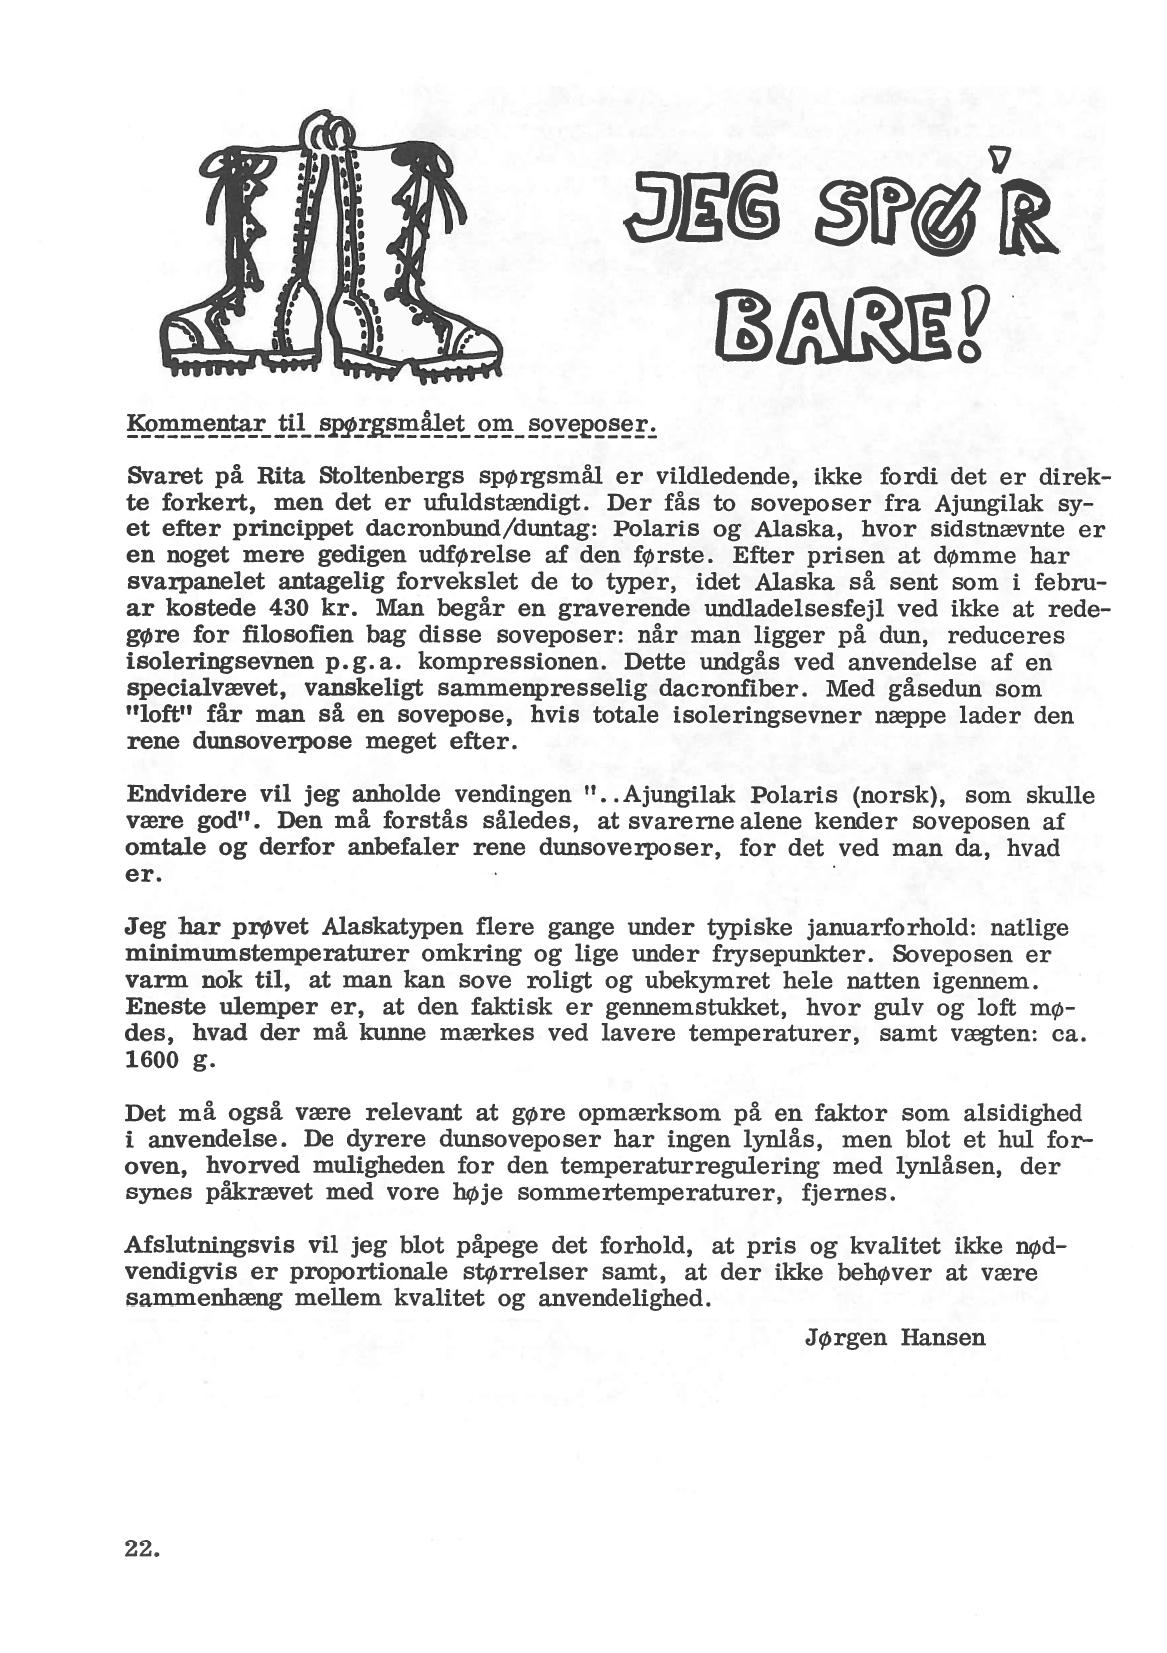 JEG SPØ'R
BARE!
Kommentar til spørgsmålet om soveposer.
Svaret på Rita Stoltenbergs spørgsmål er vildledende, ikke fordi det er direk-
te forkert, men det er ufuldstændigt. Der fås to soveposer fra Ajungilak sy-
et efter princippet dacronbund/duntag: Polaris og Alaska, hvor sidstnævnte er
en noget mere gedigen udførelse af den første. Efter prisen at dømme har
svarpanelet antagelig forvekslet de to typer, idet Alaska så sent som i febru-
ar kostede 430 kr. Man begår en graverende undladelsesfejl ved ikke at rede-
gøre for filosofien bag disse soveposer: når man ligger på dun, reduceres
isoleringsevnen p.g.a. kompressionen. Dette undgås ved anvendelse af en
specialvævet, vanskeligt sammenpresselig dacronfiber. Med gåsedun som
"loft" får man så en sovepose, hvis totale isoleringsevner næppe lader den
rene dunsoverpose meget efter.
Endvidere vil jeg anholde vendingen "..Ajungilak Polaris (norsk), som skulle
være god". Den må forstås således, at svarerne alene kender soveposen af
omtale og derfor anbefaler rene dunsoverposer, for det ved man da, hvad
er.
Jeg har prøvet Alaskatypen flere gange under typiske januarforhold: natlige
minimumstemperaturer omkring og lige under frysepunkter. Soveposen er
varm nok til, at man kan sove roligt og ubekymret hele natten igennem.
Eneste ulemper er, at den faktisk er gennemstukket, hvor gulv og loft mø-
des, hvad der må kunne mærkes ved lavere temperaturer, samt vægten: ca.
1600 g.
Det må også være relevant at gøre opmærksom på en faktor som alsidighed
i anvendelse. De dyrere dunsoveposer har ingen lynlås, men blot et hul for-
oven, hvorved muligheden for den temperaturregulering med lynlåsen, der
synes påkrævet med vore høje sommertemperaturer, fjernes.
Afslutningsvis vil jeg blot påpege det forhold, at pris og kvalitet ikke nød-
vendigvis er proportionale størrelser samt, at der ikke behøver at være
sammenhæng mellem kvalitet og anvendelighed.
Jørgen Hansen
22.